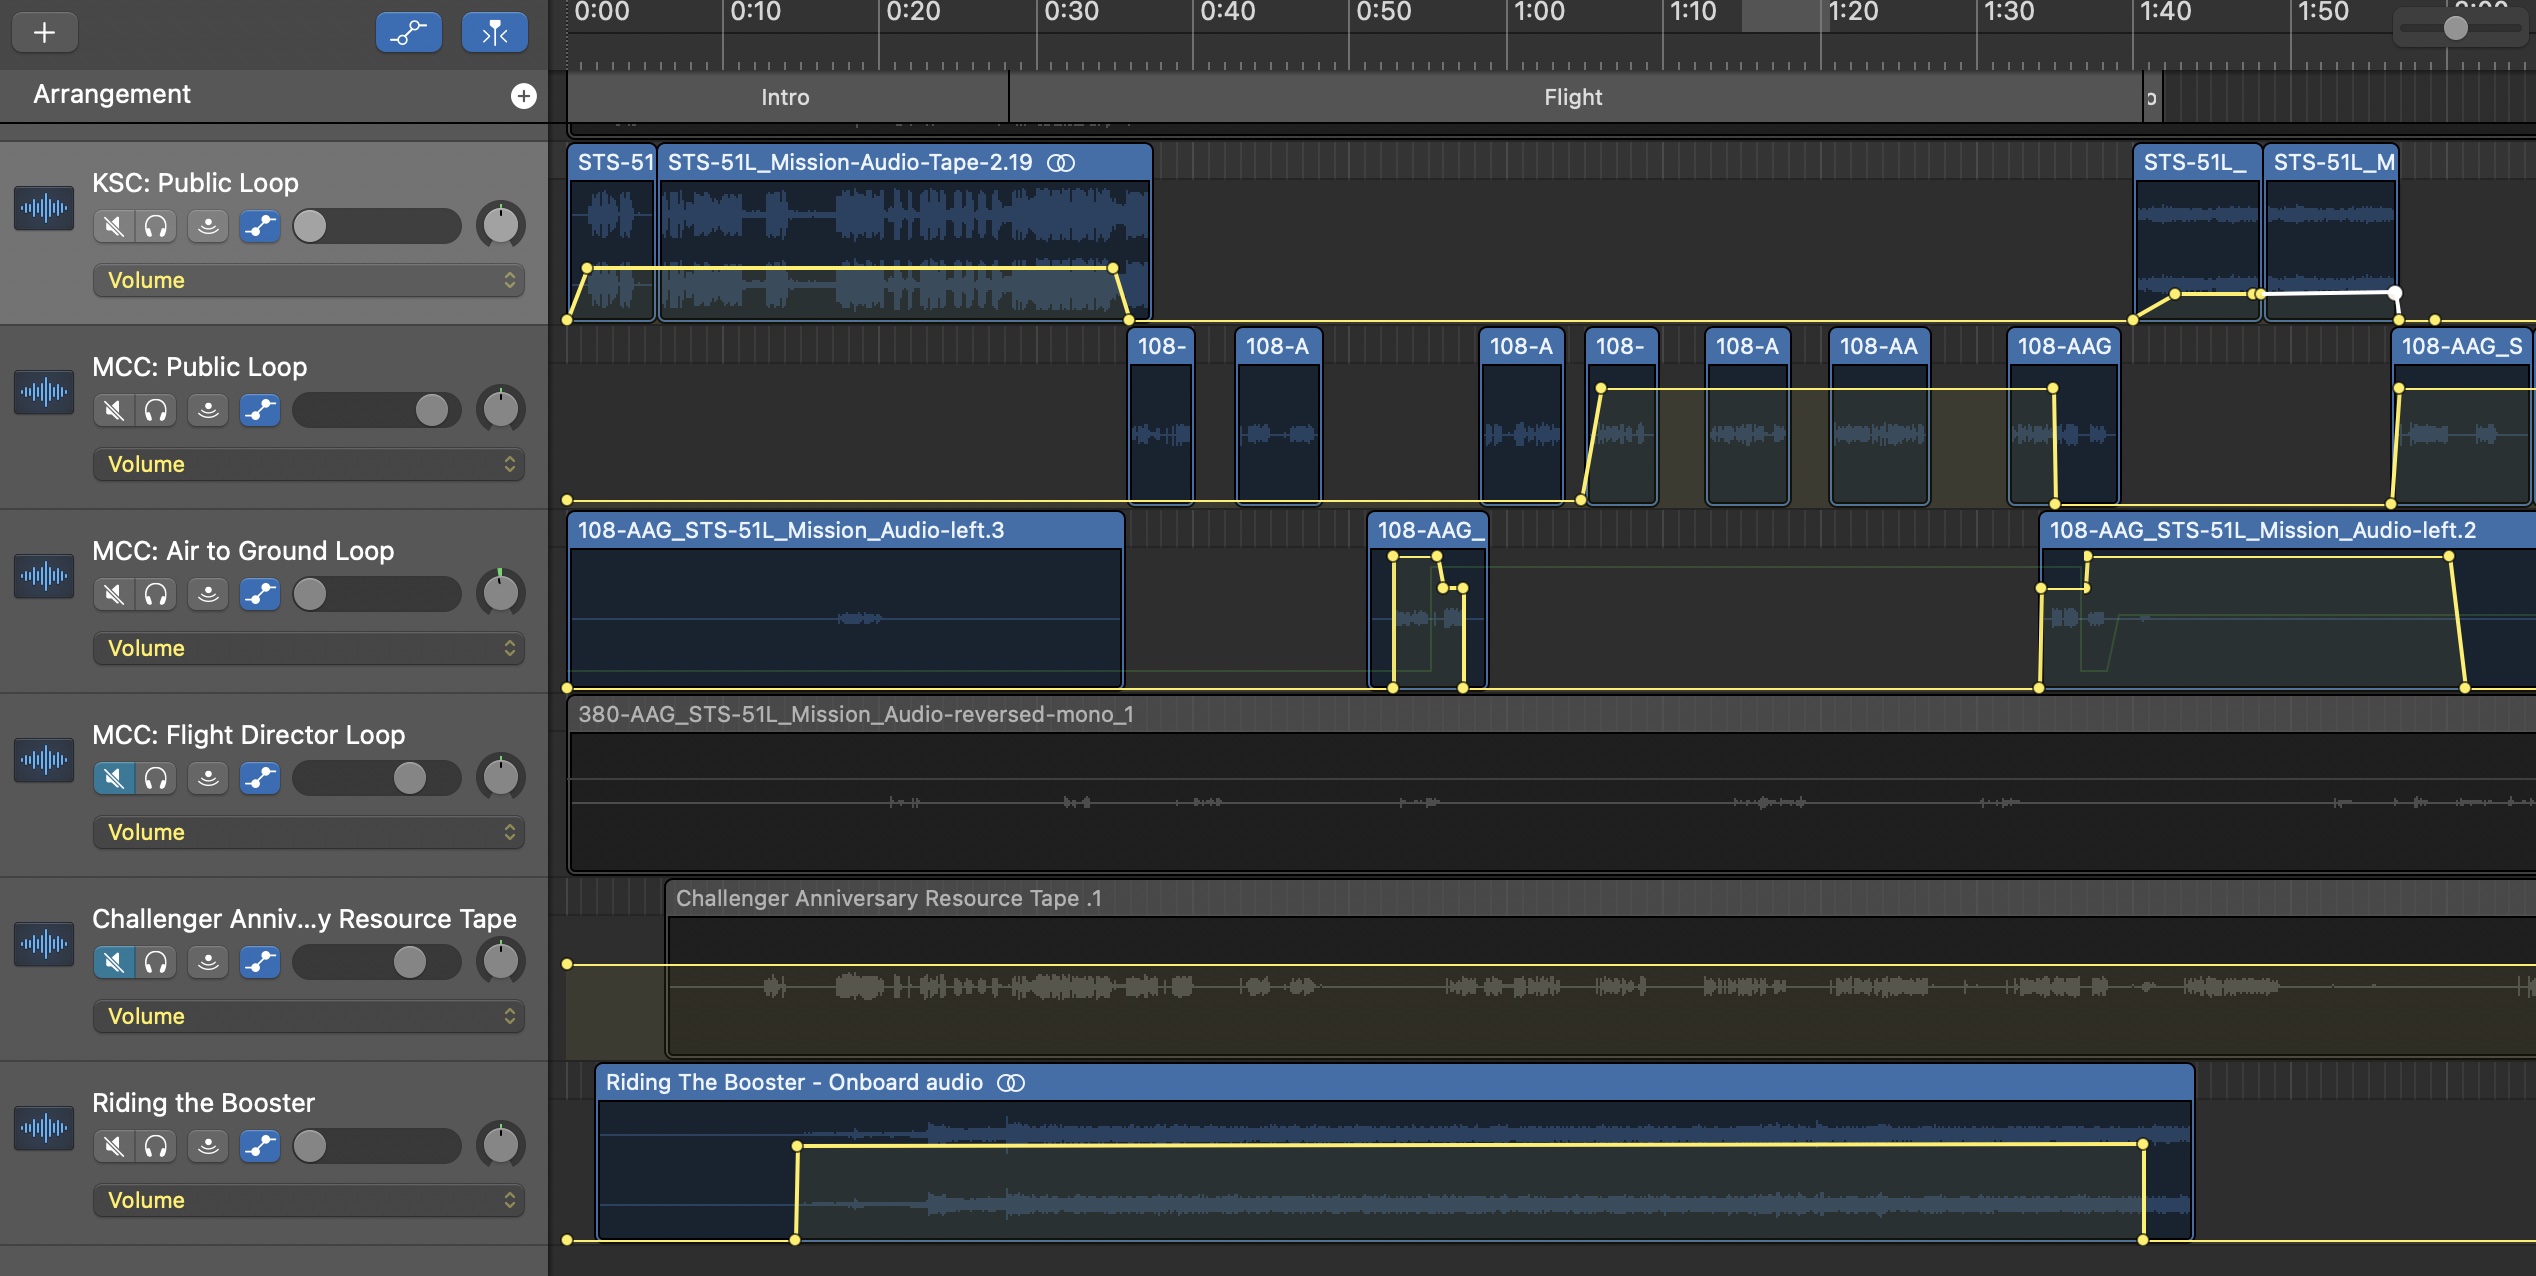 0:00 0:10 0:20 0:30 0:40 0:50 1:00 1:10 1:20 1:30 1:40 1:50
Arrangement
Intro Flight
KSC: Public Loop
Volume
STS-51 STS-51L_Mission-Audio-Tape-2.19 STS-51L_ STS-51L_M
MCC: Public Loop
Volume
108- 108-A 108-A 108- 108-A 108-AA 108-AAG 108-AAG_S
MCC: Air to Ground Loop
Volume
108-AAG_STS-51L_Mission_Audio-left.3 108-AAG_ 108-AAG_STS-51L_Mission_Audio-left.2
MCC: Flight Director Loop
Volume
380-AAG_STS-51L_Mission_Audio-reversed-mono_1
Challenger Anniv...y Resource Tape
Volume
Challenger Anniversary Resource Tape .1
Riding the Booster
Volume
Riding The Booster - Onboard audio